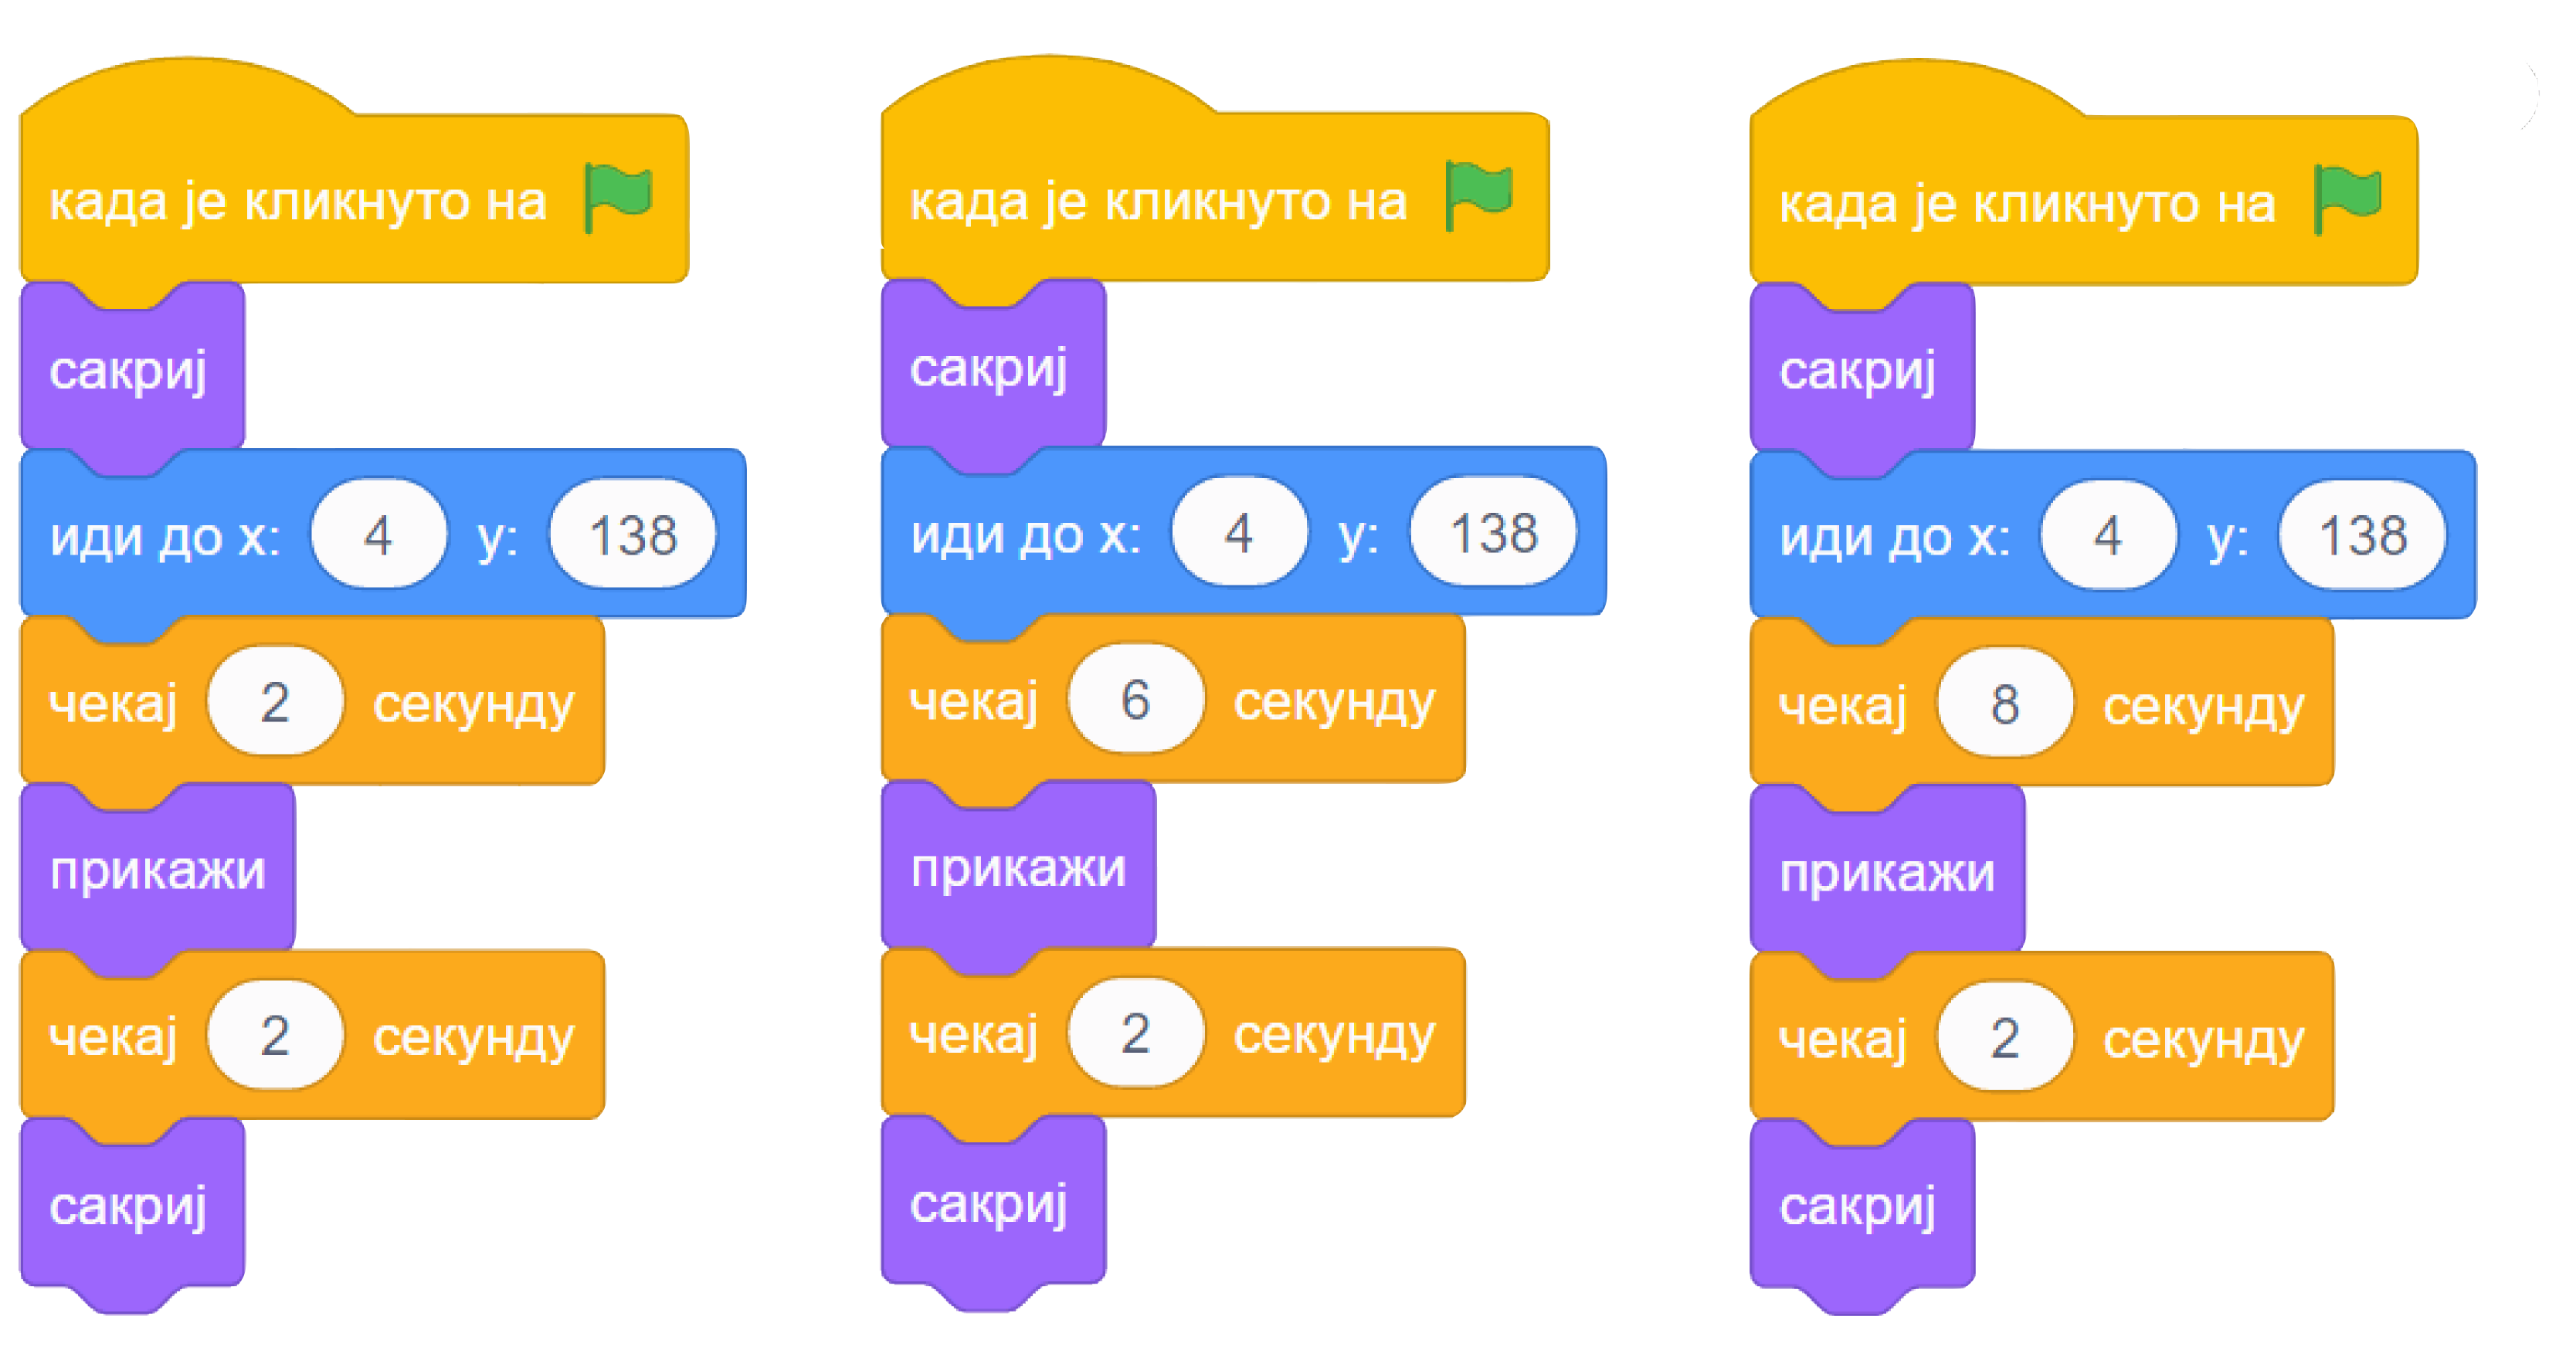 када је кликнуто на
сакриј
иди до x: 4 y: 138
чекај 2 секунду
прикажи
чекај 2 секунду
сакриј
када је кликнуто на
сакриј
иди до x: 4 y: 138
чекај 6 секунду
прикажи
чекај 2 секунду
сакриј
када је кликнуто на
сакриј
иди до x: 4 y: 138
чекај 8 секунду
прикажи
чекај 2 секунду
сакриј